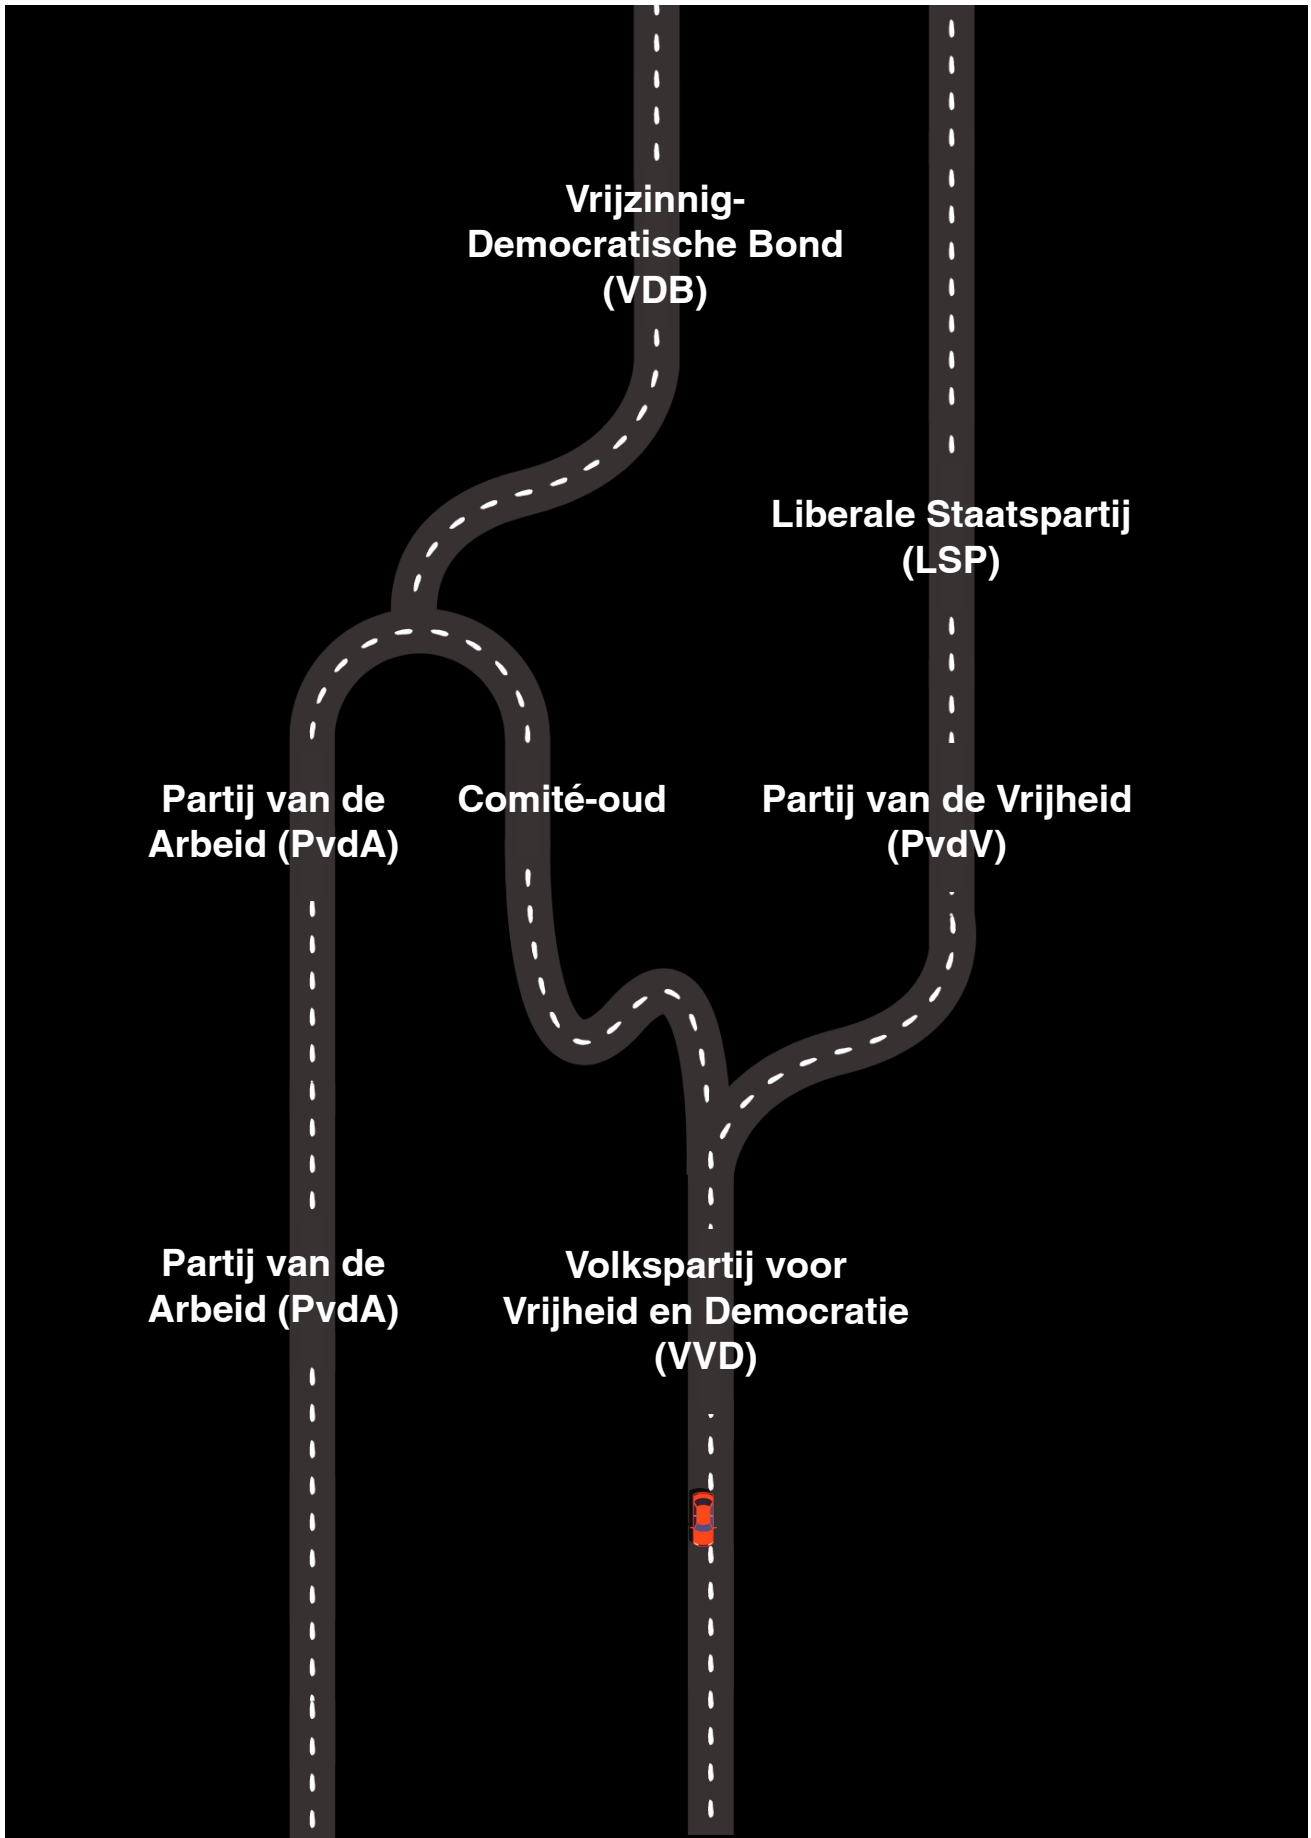 Vrijzinnig-
Democratische Bond
(VDB)
Liberale Staatspartij
(LSP)
Partij van de
Arbeid (PvdA)
Comité-oud
Partij van de Vrijheid
(PvdV)
Partij van de
Arbeid (PvdA)
Volkspartij voor
Vrijheid en Democratie
(VVD)